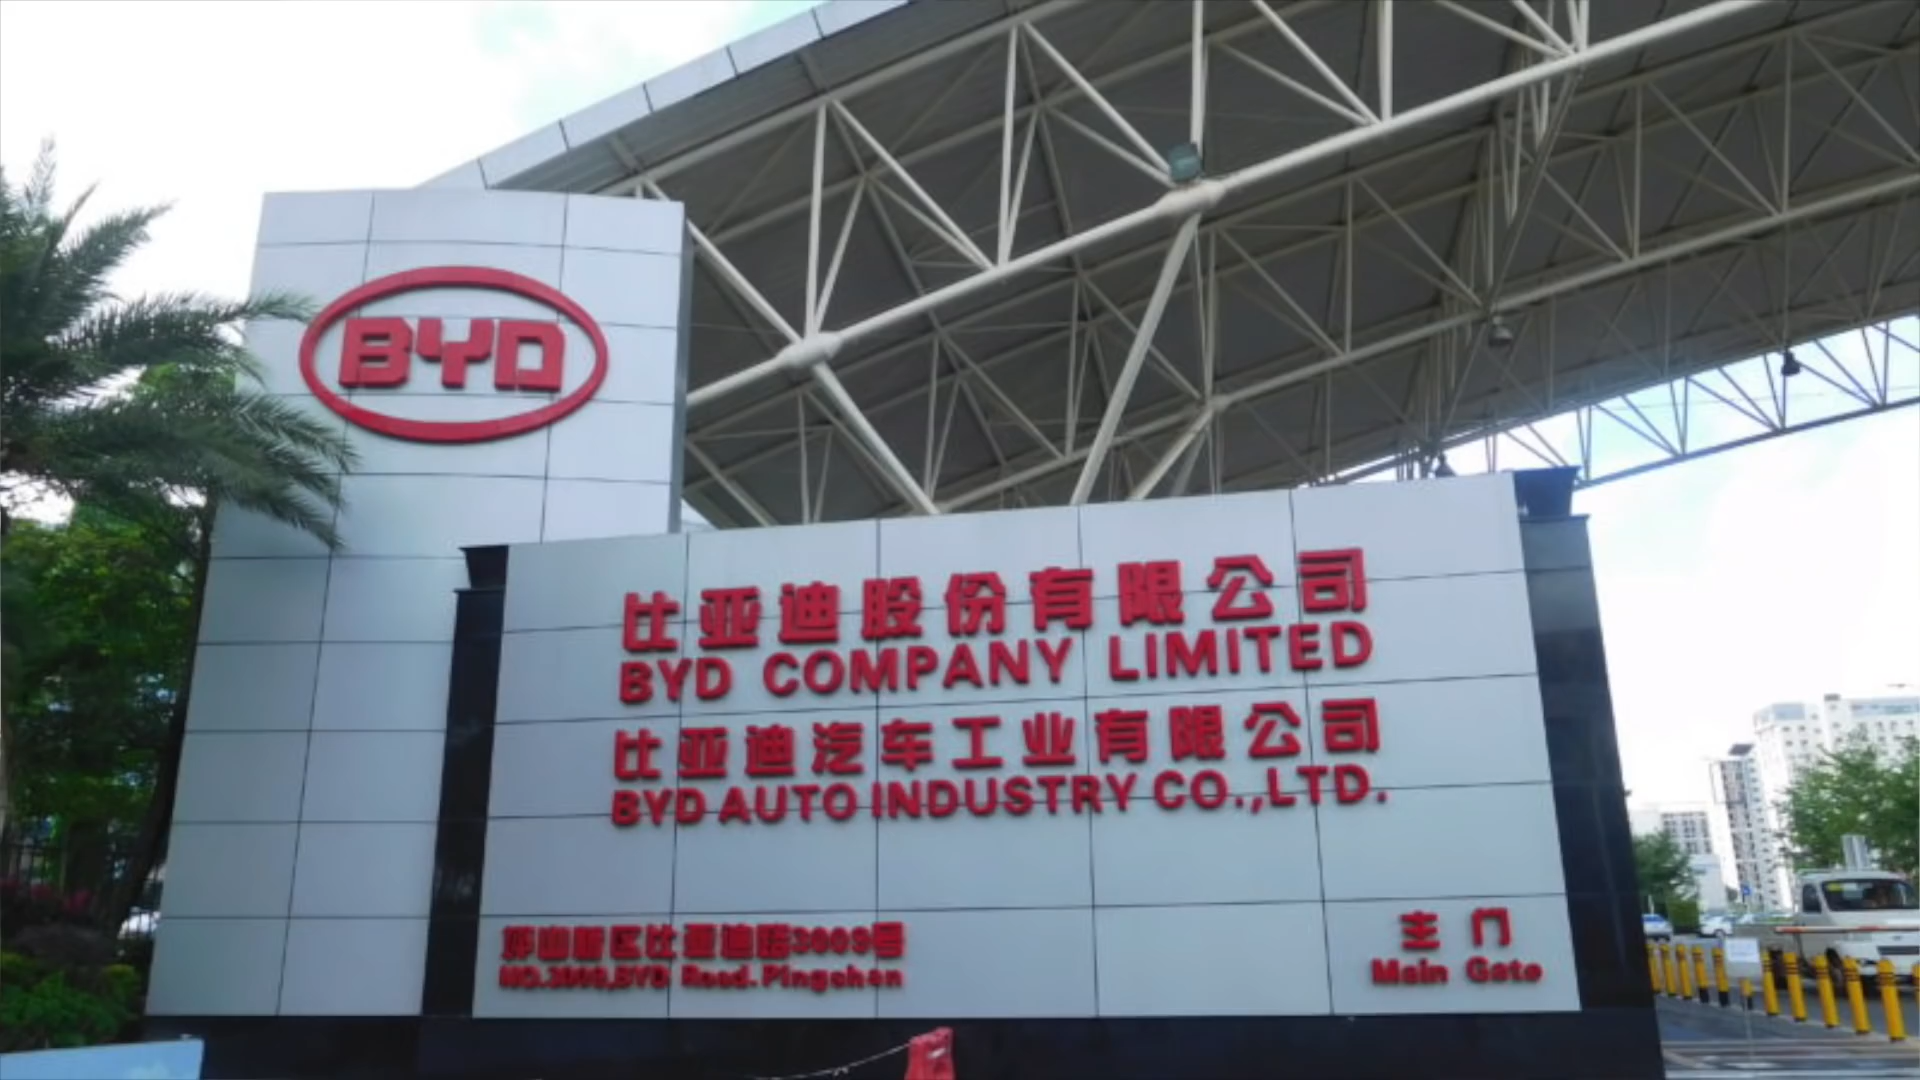 BYD
比亚迪股份有限公司
BYD COMPANY LIMITED
比亚迪汽车工业有限公司
BYD AUTO INDUSTRY CO.,LTD.
坪山新区比亚迪路3009号
NO.3009,BYD Road.Pingshan
主门
Main Gate